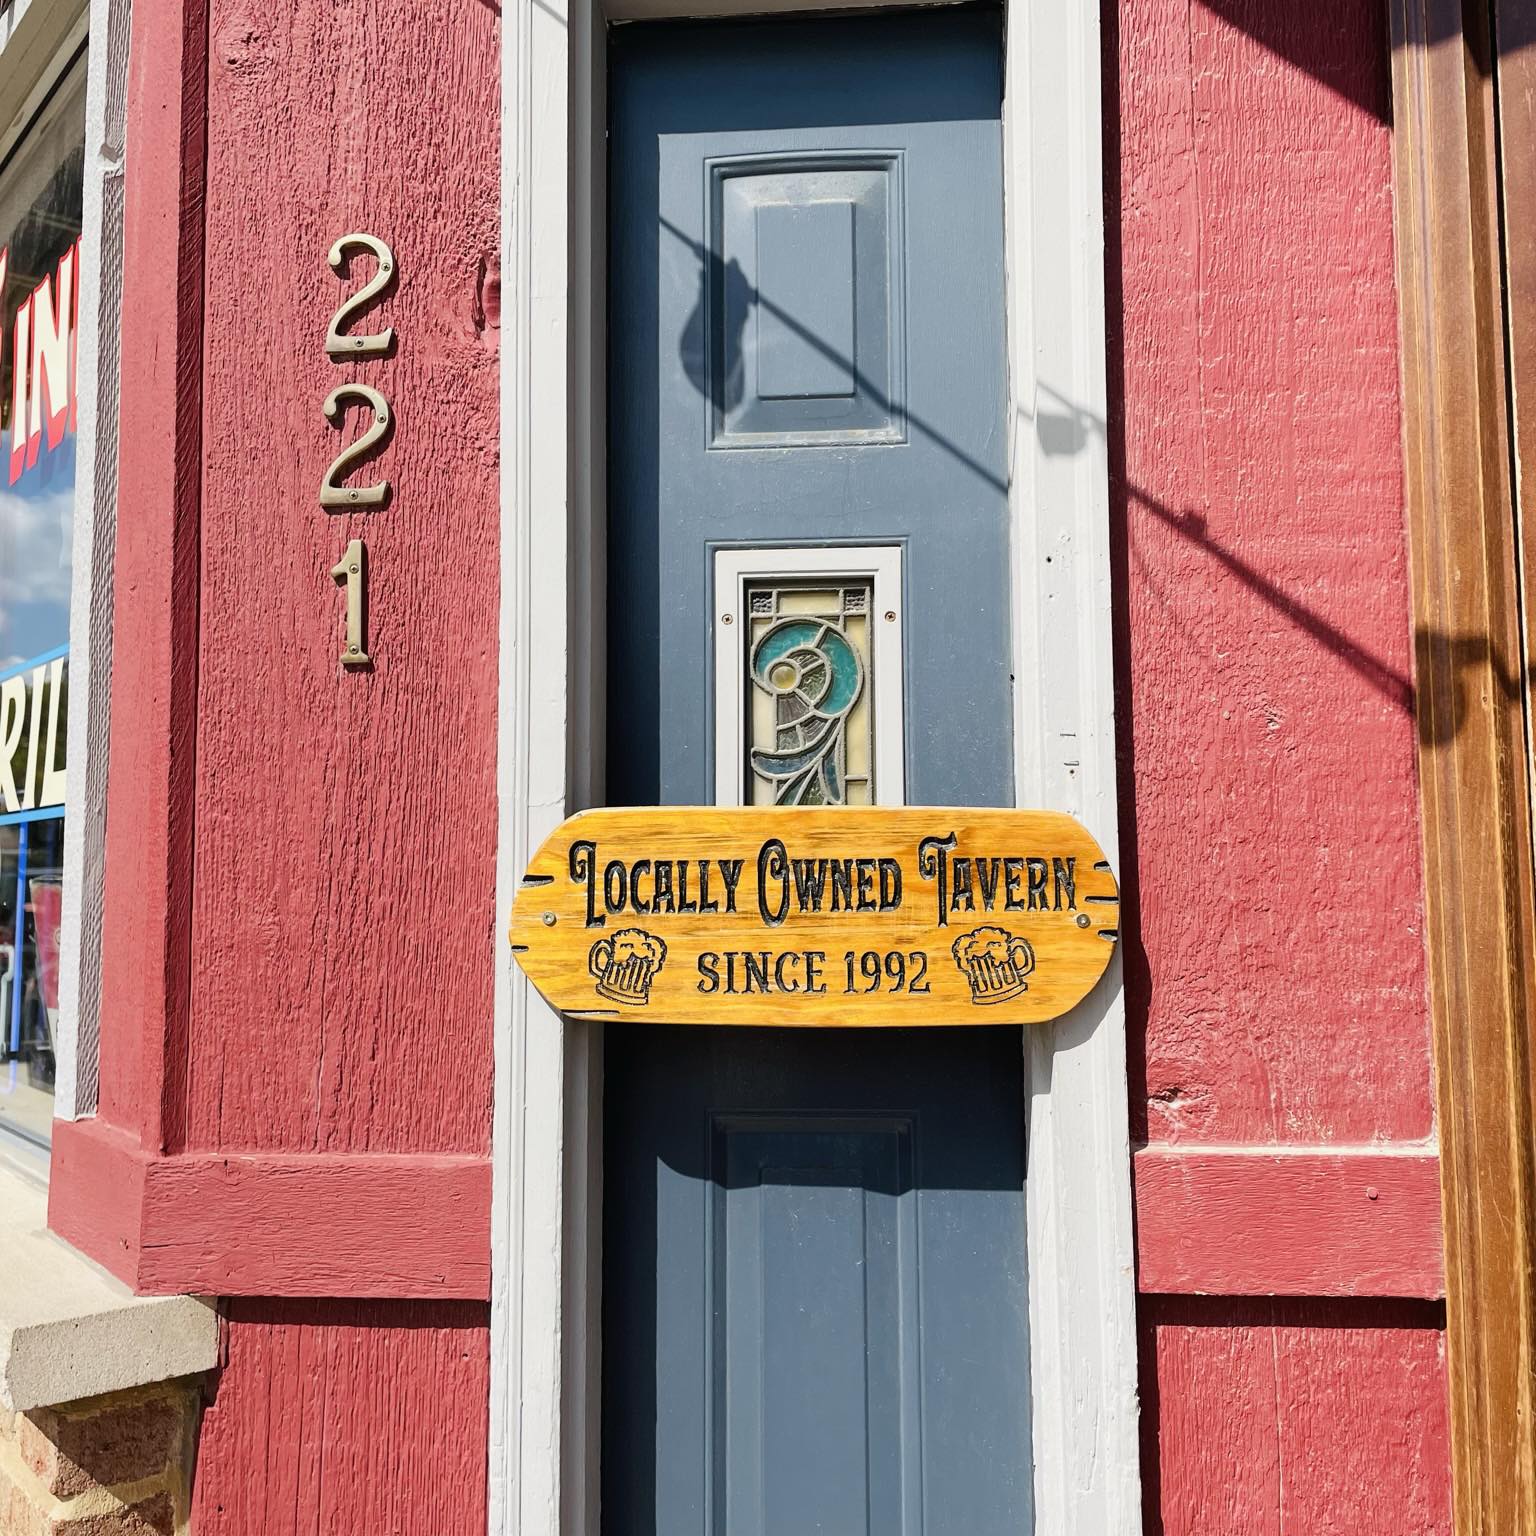 221
Locally Owned Tavern
SINCE 1992